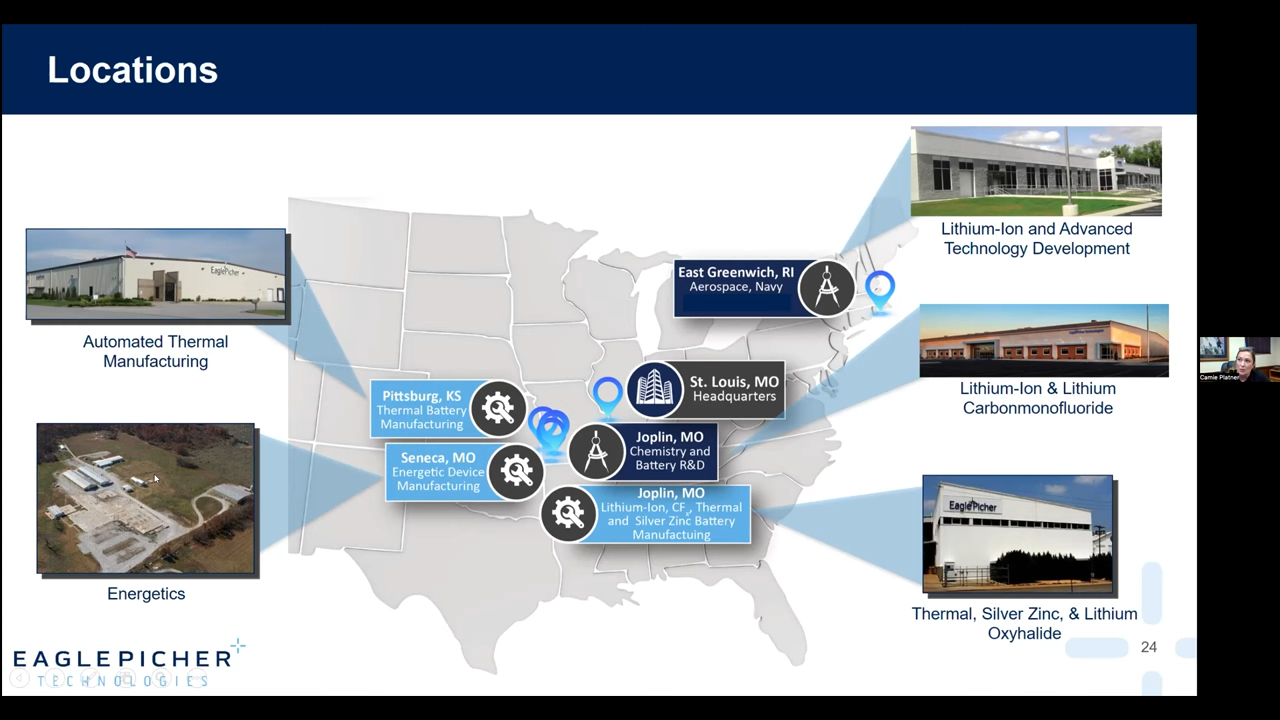 Locations
EaglePicher
Automated Thermal
Manufacturing
Energetics
Pittsburg, KS
Thermal Battery
Manufacturing
Seneca, MO
Energetic Device
Manufacturing
East Greenwich, RI
Aerospace, Navy
St. Louis, MO
Headquarters
Joplin, MO
Chemistry and
Battery R&D
Joplin, MO
Lithium-Ion, CFx, Thermal
and Silver Zinc Battery
Manufactuing
Lithium-Ion and Advanced
Technology Development
Lithium-Ion & Lithium
Carbonmonofluoride
EaglePicher
Thermal, Silver Zinc, & Lithium
Oxyhalide
24
EAGLEPICHER
TECHNOLOGIES
Camie Platner